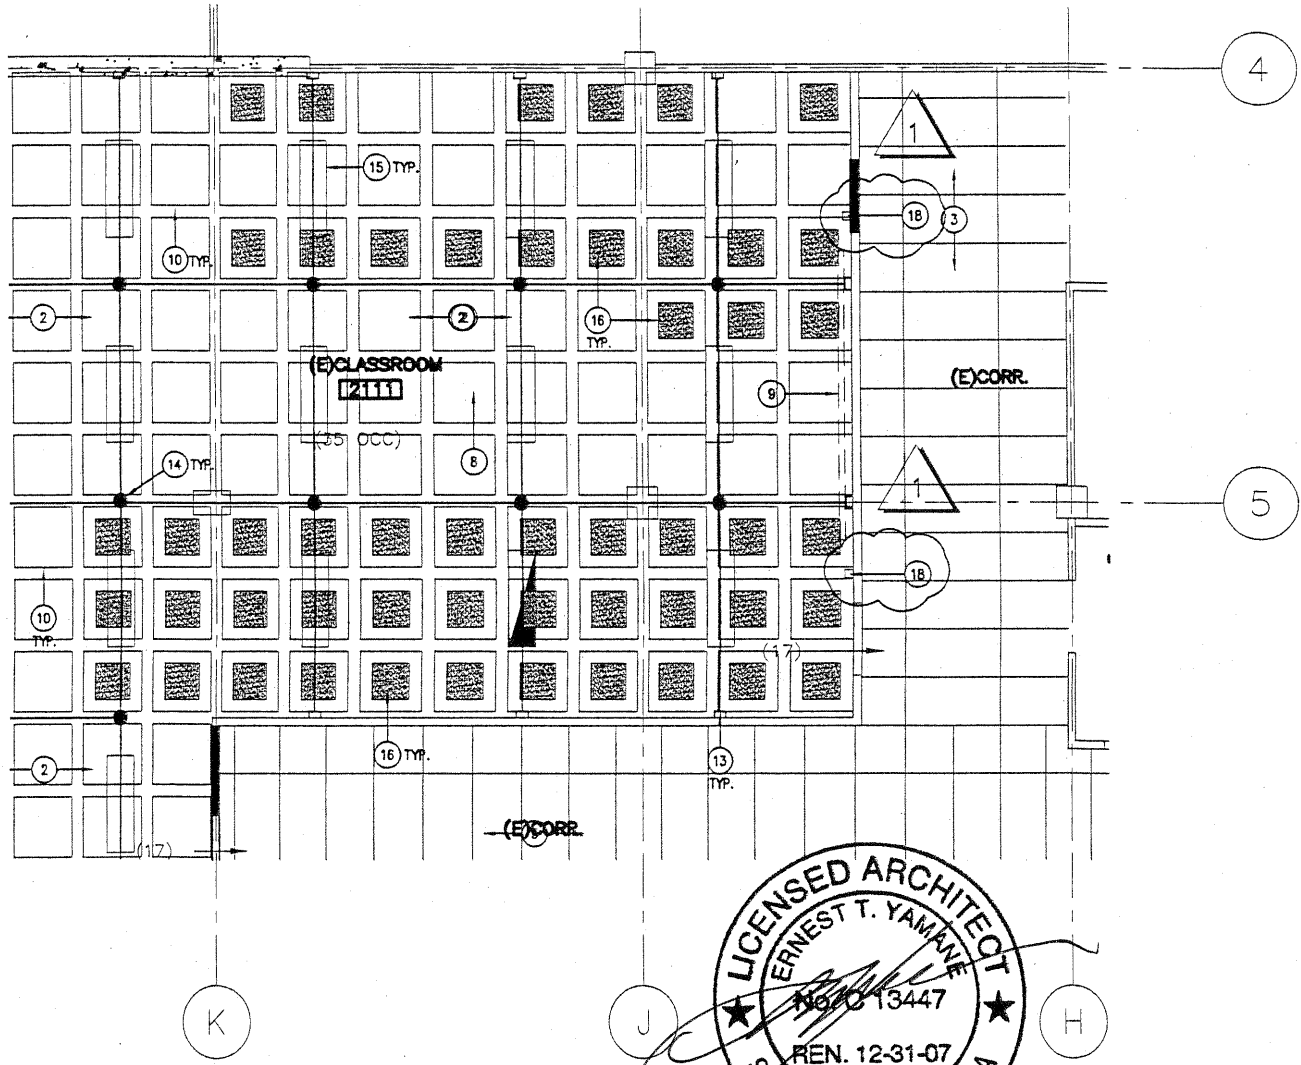 4
1
15 TYP.
18
3
10 TYP.
2
2
16
TYP.
(E)CLASSROOM
2111
(E)CORR.
9
(35 OCC)
14 TYP.
8
1
5
18
10
TYP.
(17)
16 TYP.
2
13
TYP.
(E)CORR.
(17)
LICENSED ARCHITECT
ERNEST T. YAMANE
No. C 13447
REN. 12-31-07
K
J
H